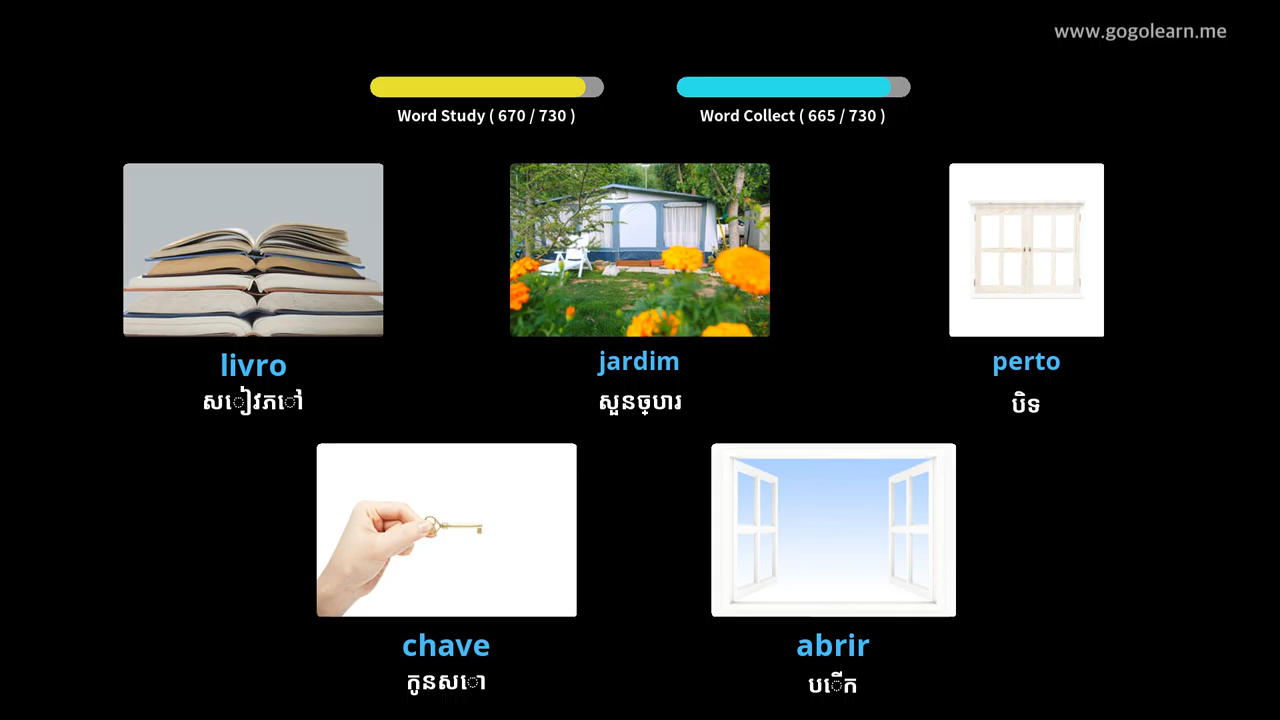 www.gogolearn.me
Word Study ( 670 / 730 )
Word Collect ( 665 / 730 )
livro
សៀវភៅ
jardim
សួនច្បារ
perto
បិទ
chave
កូនសោ
abrir
បើក